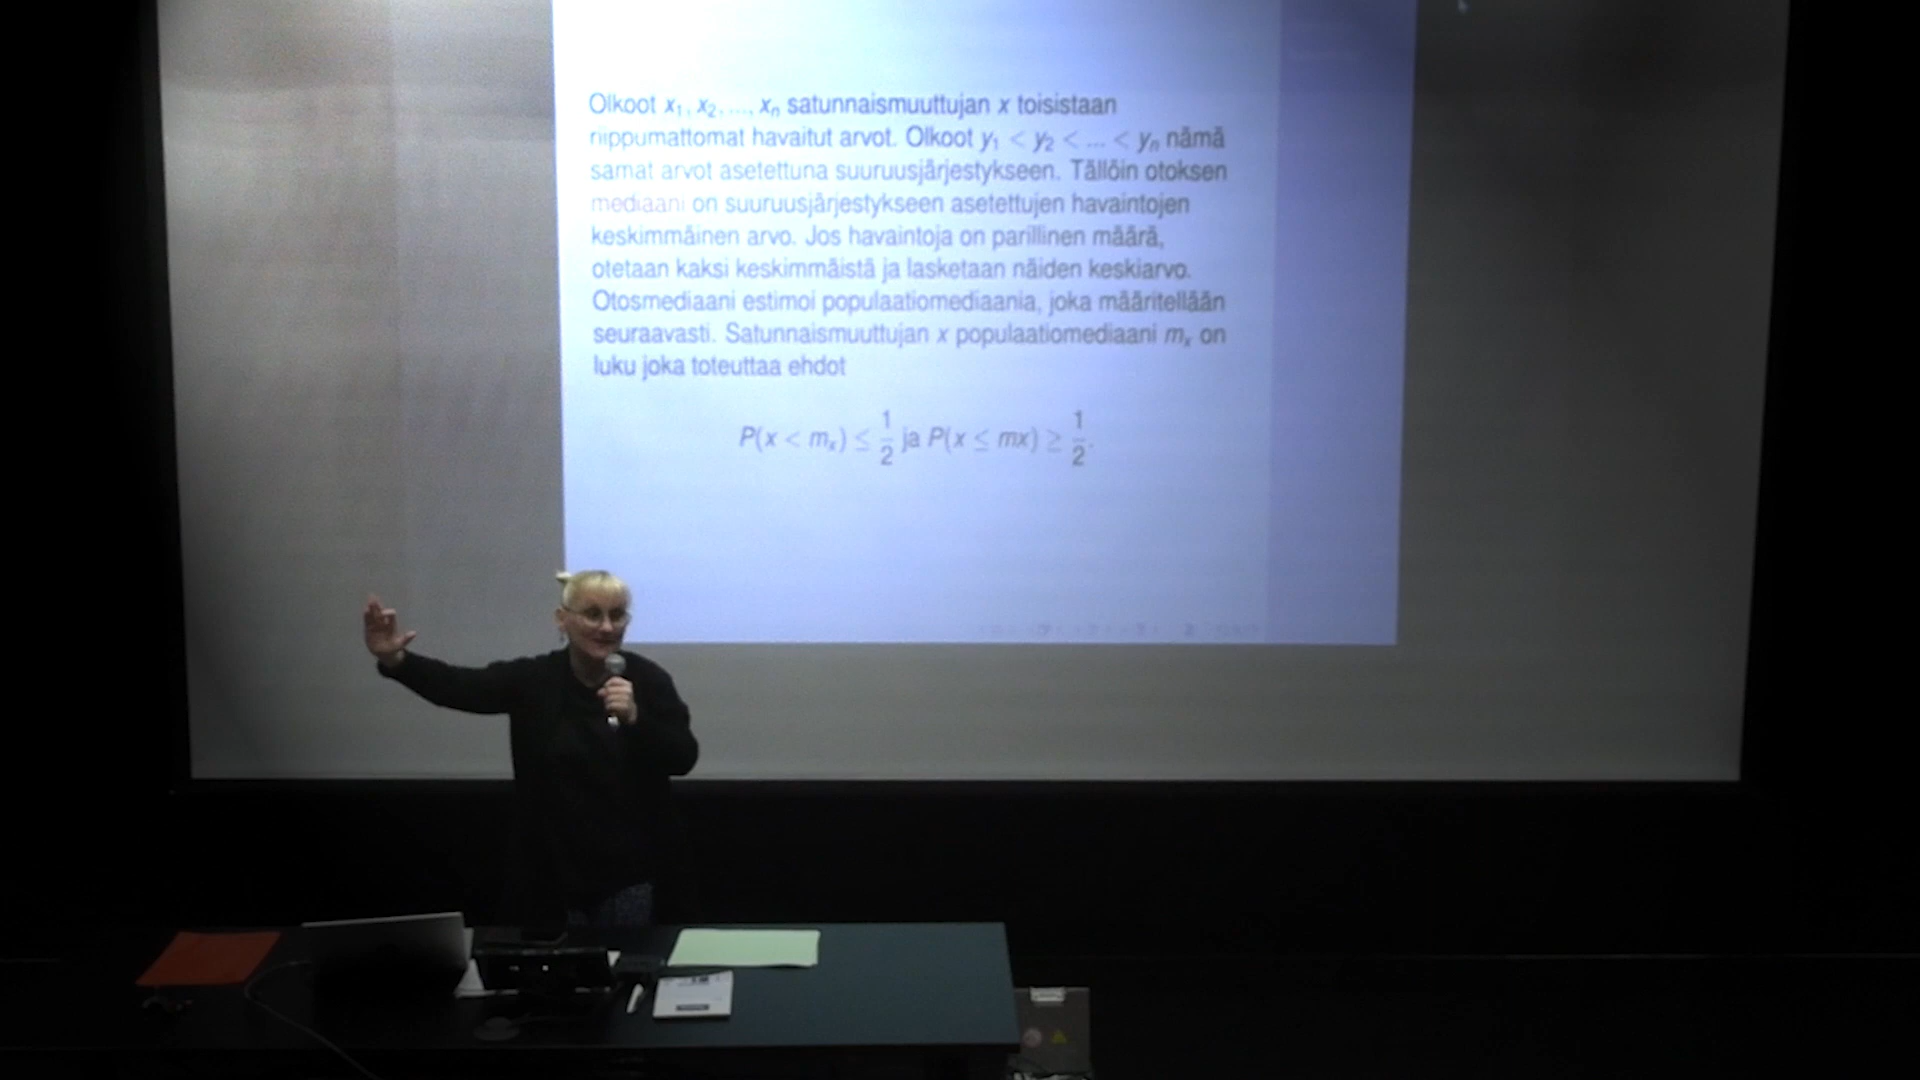 Olkoot x₁, x₂, ..., xₙ satunnaismuuttujan x toisistaan
riippumattomat havaitut arvot. Olkoot y₁ < y₂ < ... < yₙ nämä
samat arvot asetettuna suuruusjärjestykseen. Tällöin otoksen
mediaani on suuruusjärjestykseen asetettujen havaintojen
keskimmäinen arvo. Jos havaintoja on parillinen määrä,
otetaan kaksi keskimmäistä ja lasketaan näiden keskiarvo.
Otosmediaani estimoi populaatiomediaania, joka määritellään
seuraavasti. Satunnaismuuttujan x populaatiomediaani mₓ on
luku joka toteuttaa ehdot
P(x < mₓ) ≤ 1/2 ja P(x ≤ mx) ≥ 1/2.